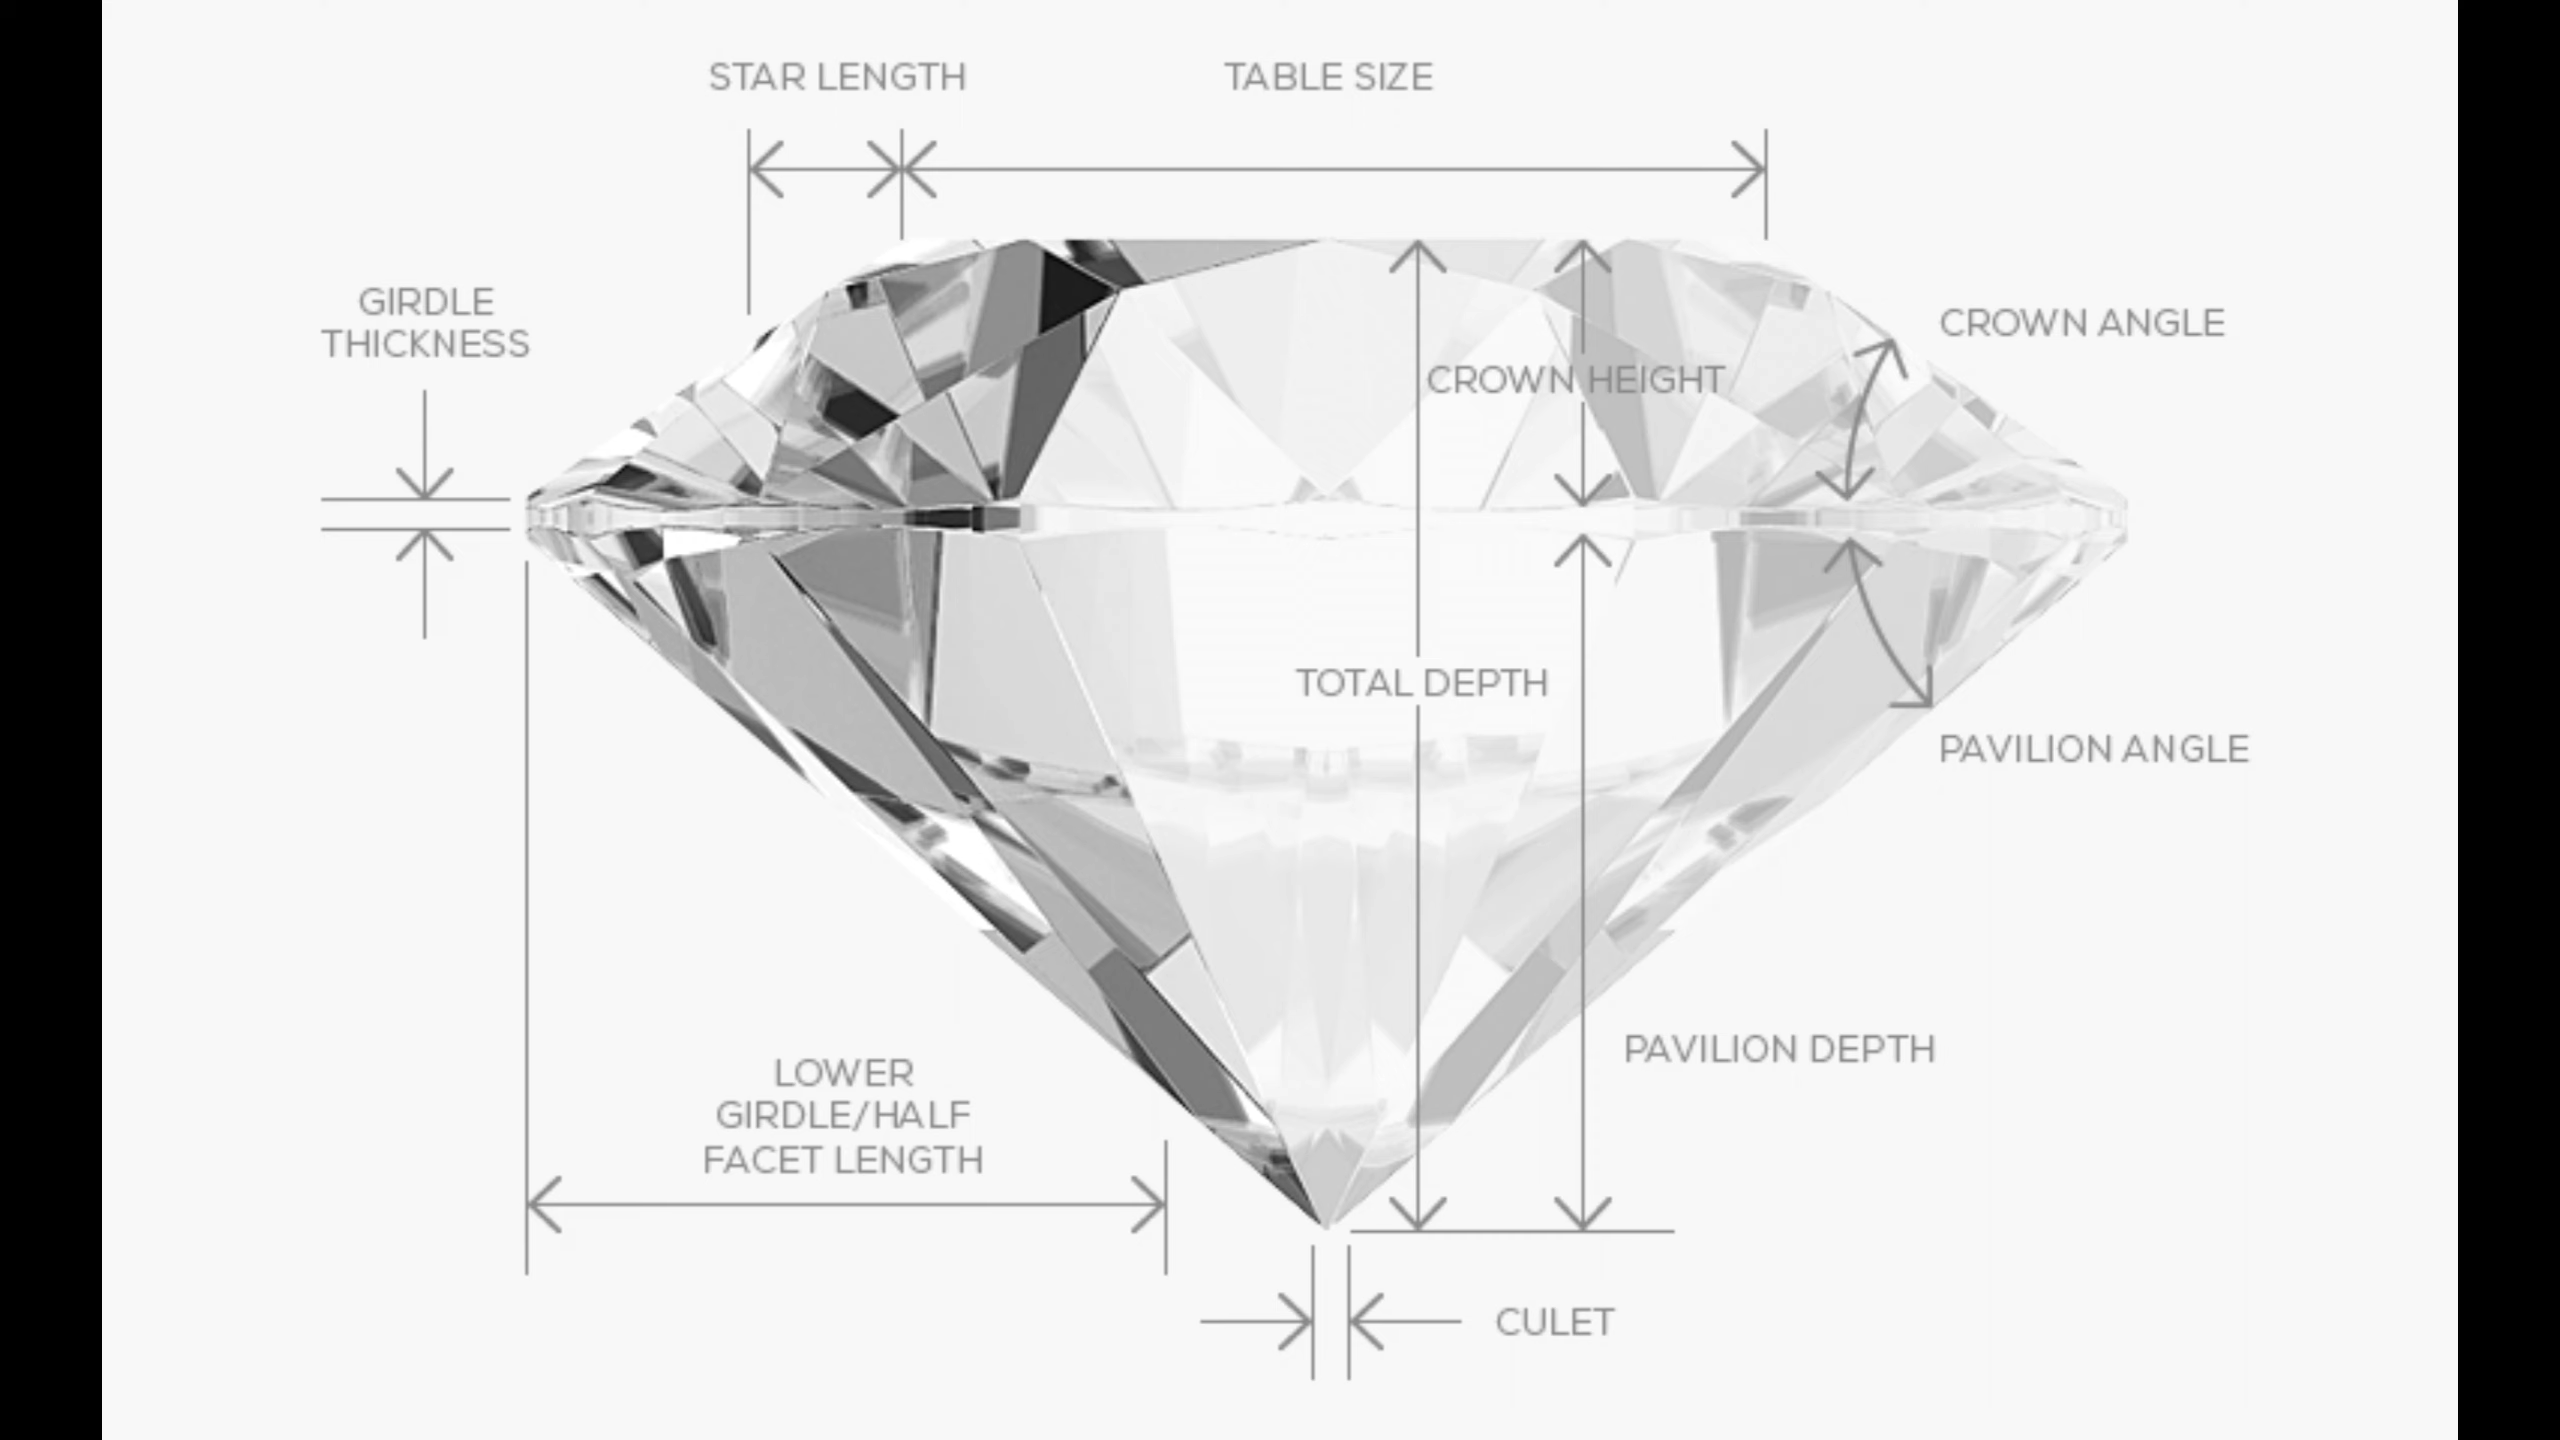 STAR LENGTH
TABLE SIZE
GIRDLE
THICKNESS
CROWN ANGLE
CROWN HEIGHT
TOTAL DEPTH
PAVILION ANGLE
PAVILION DEPTH
LOWER
GIRDLE/HALF
FACET LENGTH
CULET